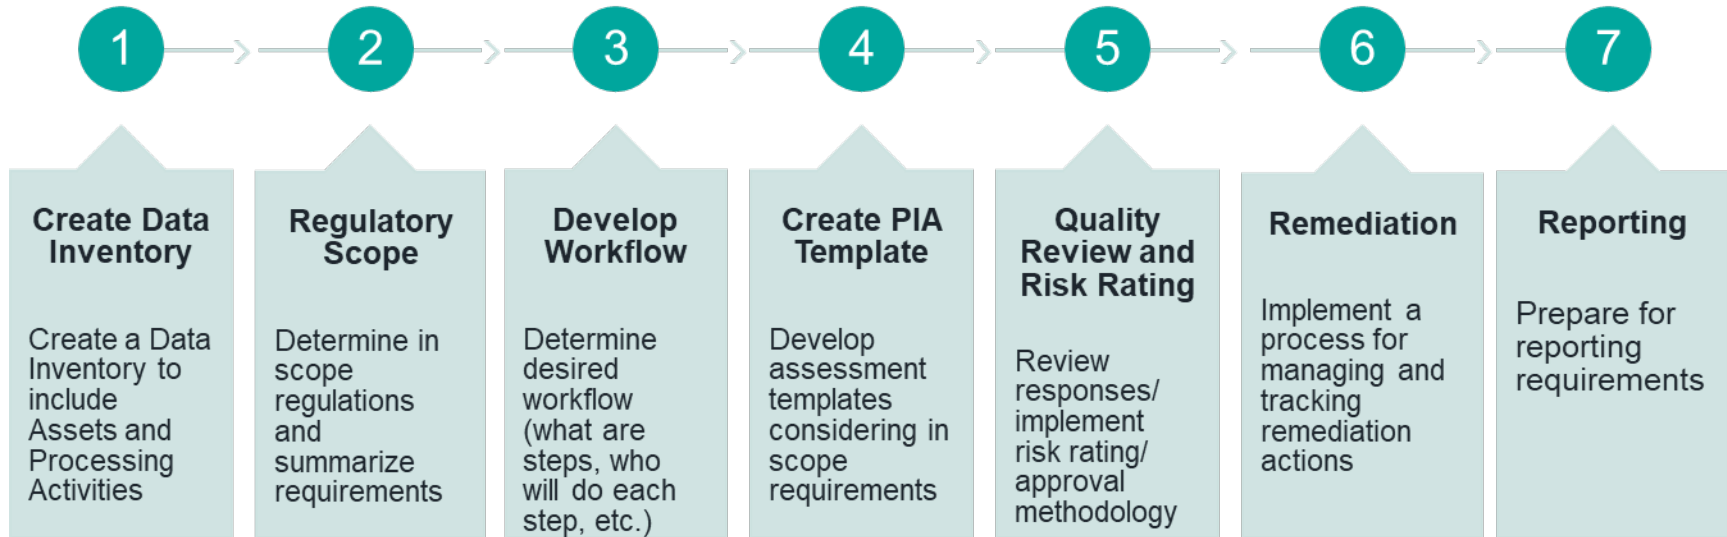 1
2
3
4
5
6
7
Create Data
Inventory
Create a Data
Inventory to
include
Assets and
Processing
Activities
Regulatory
Scope
Determine in
scope
regulations
and
summarize
requirements
Develop
Workflow
Determine
desired
workflow
(what are
steps, who
will do each
step, etc.)
Create PIA
Template
Develop
assessment
templates
considering in
scope
requirements
Quality
Review and
Risk Rating
Review
responses/
implement
risk rating/
approval
methodology
Remediation
Implement a
process for
managing and
tracking
remediation
actions
Reporting
Prepare for
reporting
requirements